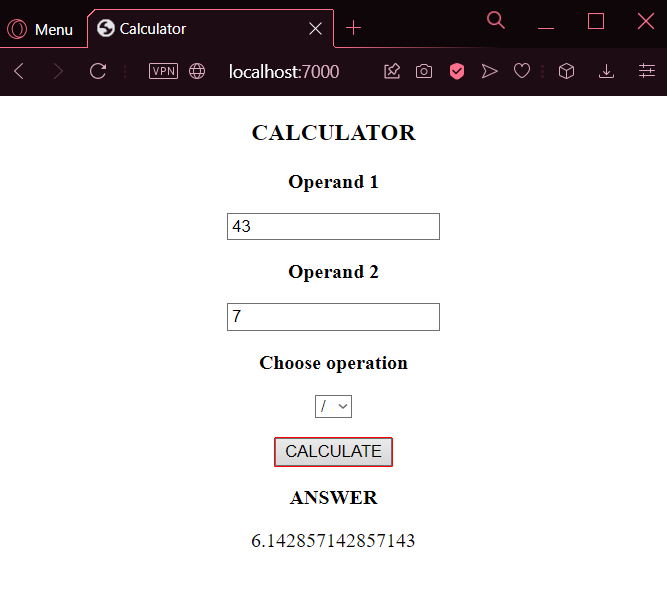 Menu
Calculator
VPN
localhost:7000
CALCULATOR
Operand 1
43
Operand 2
7
Choose operation
/
CALCULATE
ANSWER
6.142857142857143